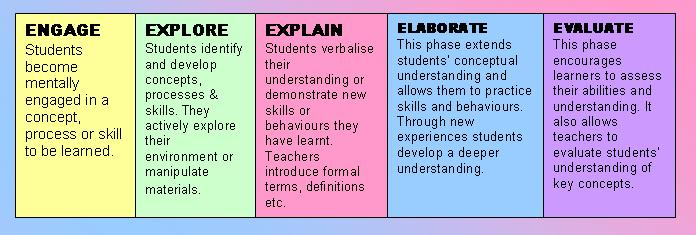 ENGAGE
Students
become
mentally
engaged in a
concept,
process or skill
to be learned.
EXPLORE
Students identify
and develop
concepts,
processes &
skills. They
actively explore
their
environment or
manipulate
materials.
EXPLAIN
Students verbalise
their
understanding or
demonstrate new
skills or
behaviours they
have learnt.
Teachers
introduce formal
terms, definitions
etc.
ELABORATE
This phase extends
students' conceptual
understanding and
allows them to practice
skills and behaviours.
Through new
experiences students
develop a deeper
understanding.
EVALUATE
This phase
encourages
learners to assess
their abilities and
understanding. It
also allows
teachers to
evaluate students'
understanding of
key concepts.